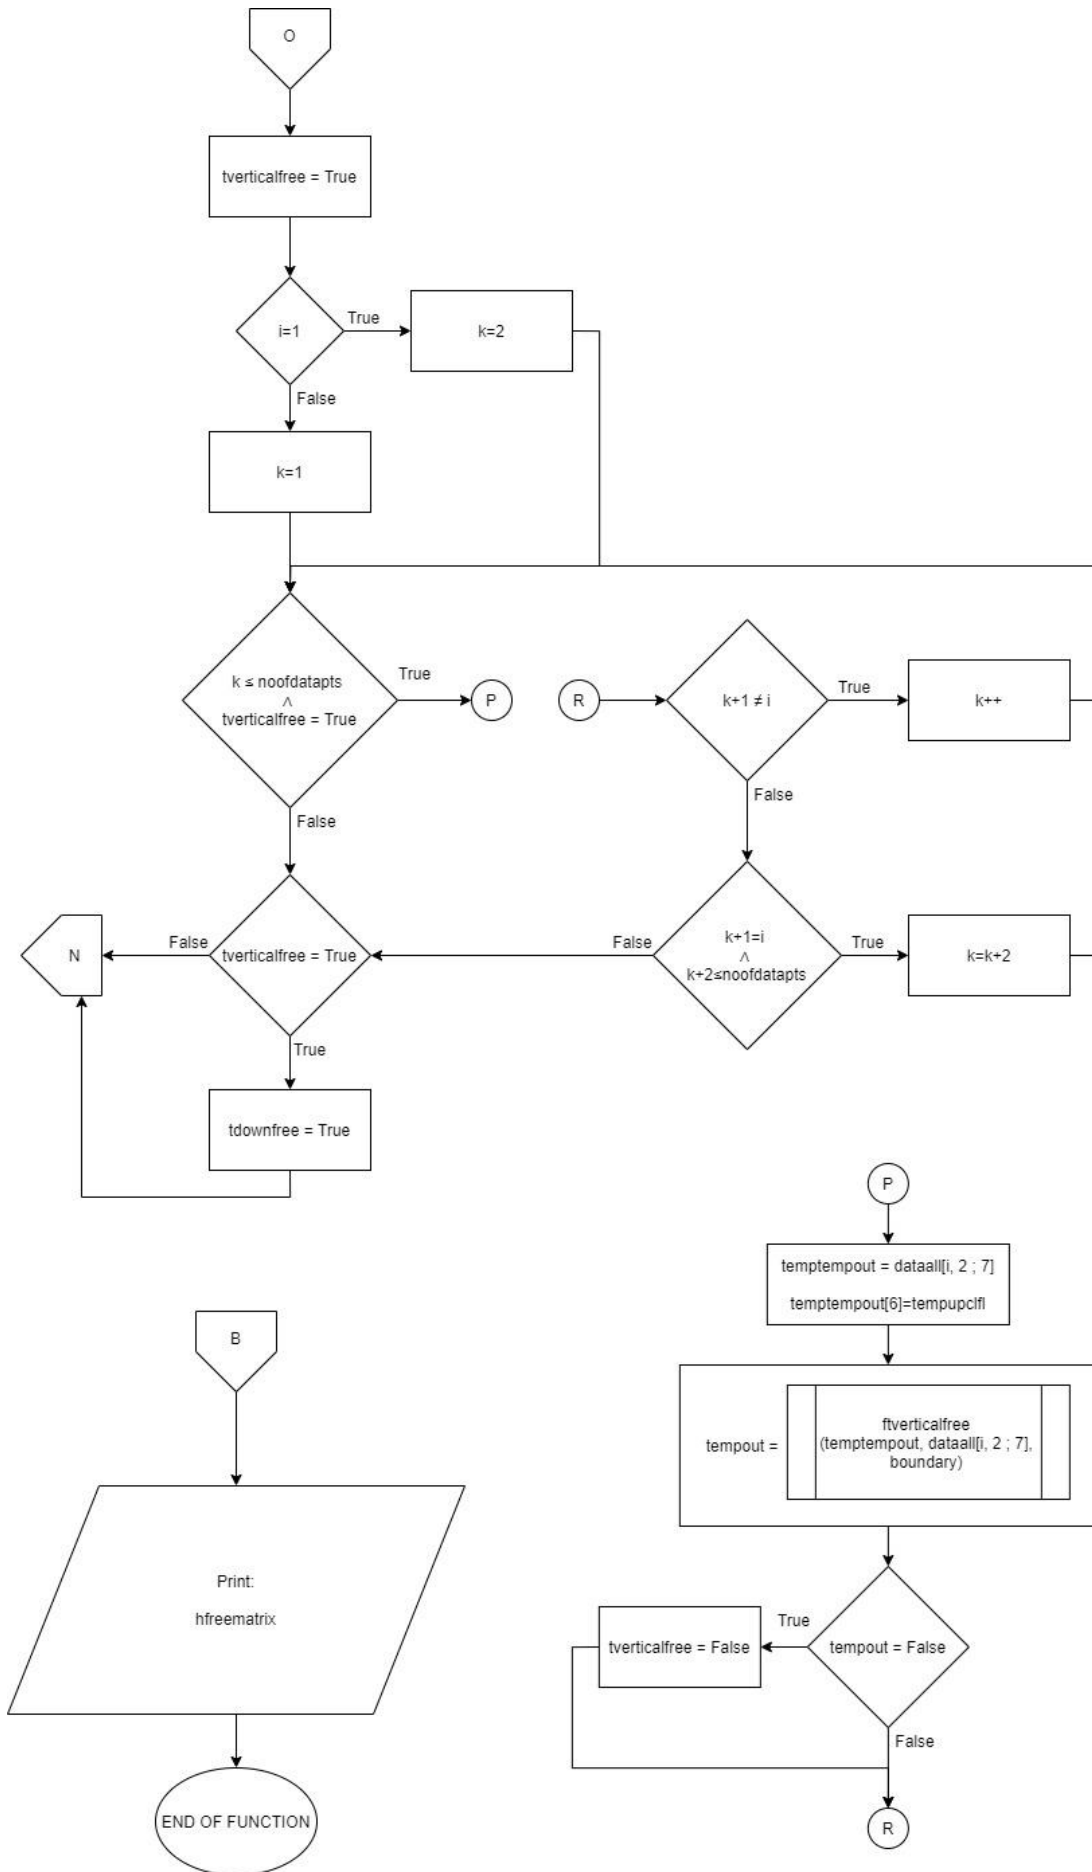 O
tverticalfree = True
i=1
True
k=2
False
k=1
k ≤ noofdatapts
∧
tverticalfree = True
True
P
R
k+1 ≠ i
True
k++
False
False
tverticalfree = True
False
N
True
tdownfree = True
k+1=i
∧
k+2≤noofdatapts
False
True
k=k+2
P
temptempout = dataall[i, 2 ; 7]
temptempout[6]=tempupclfl
tempout =
ftverticalfree
(temptempout, dataall[i, 2 ; 7],
boundary)
tempout = False
True
tverticalfree = False
False
R
B
Print:
hfreematrix
END OF FUNCTION